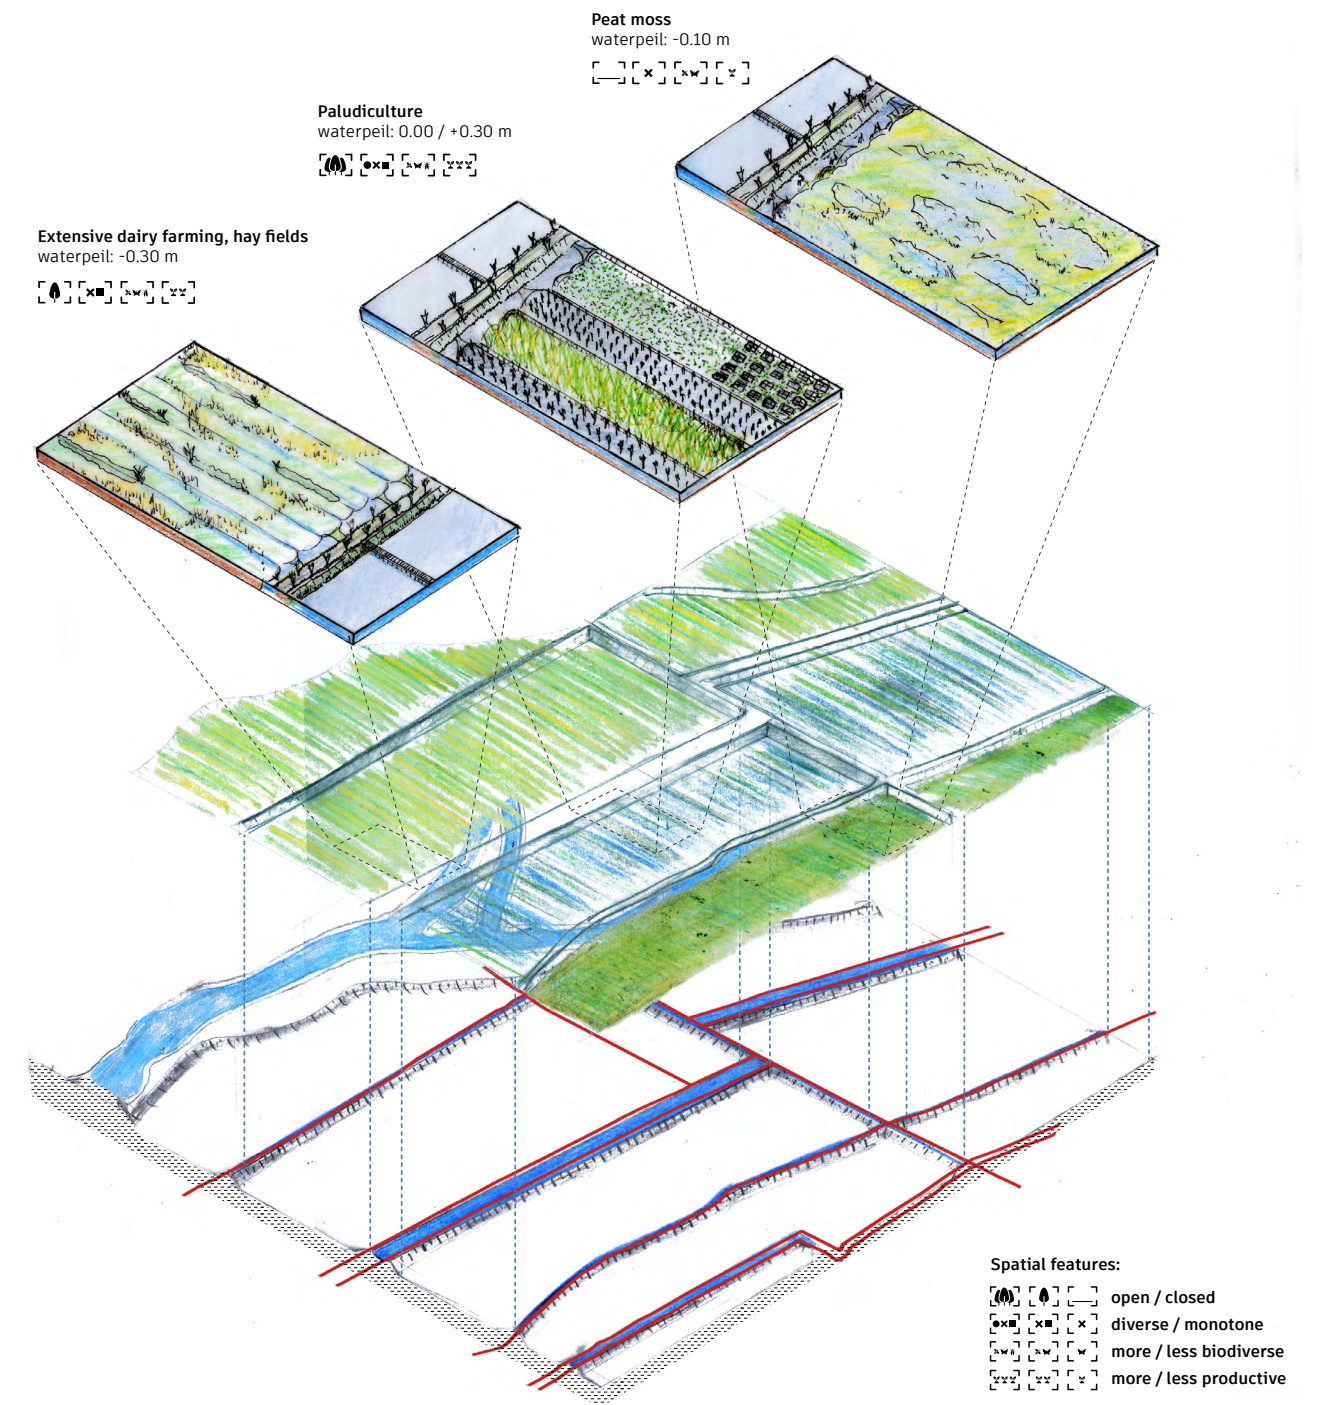 Peat moss
waterpeil: -0.10 m
Paludiculture
waterpeil: 0.00 / +0.30 m
Extensive dairy farming, hay fields
waterpeil: -0.30 m
Spatial features:
open / closed
diverse / monotone
more / less biodiverse
more / less productive